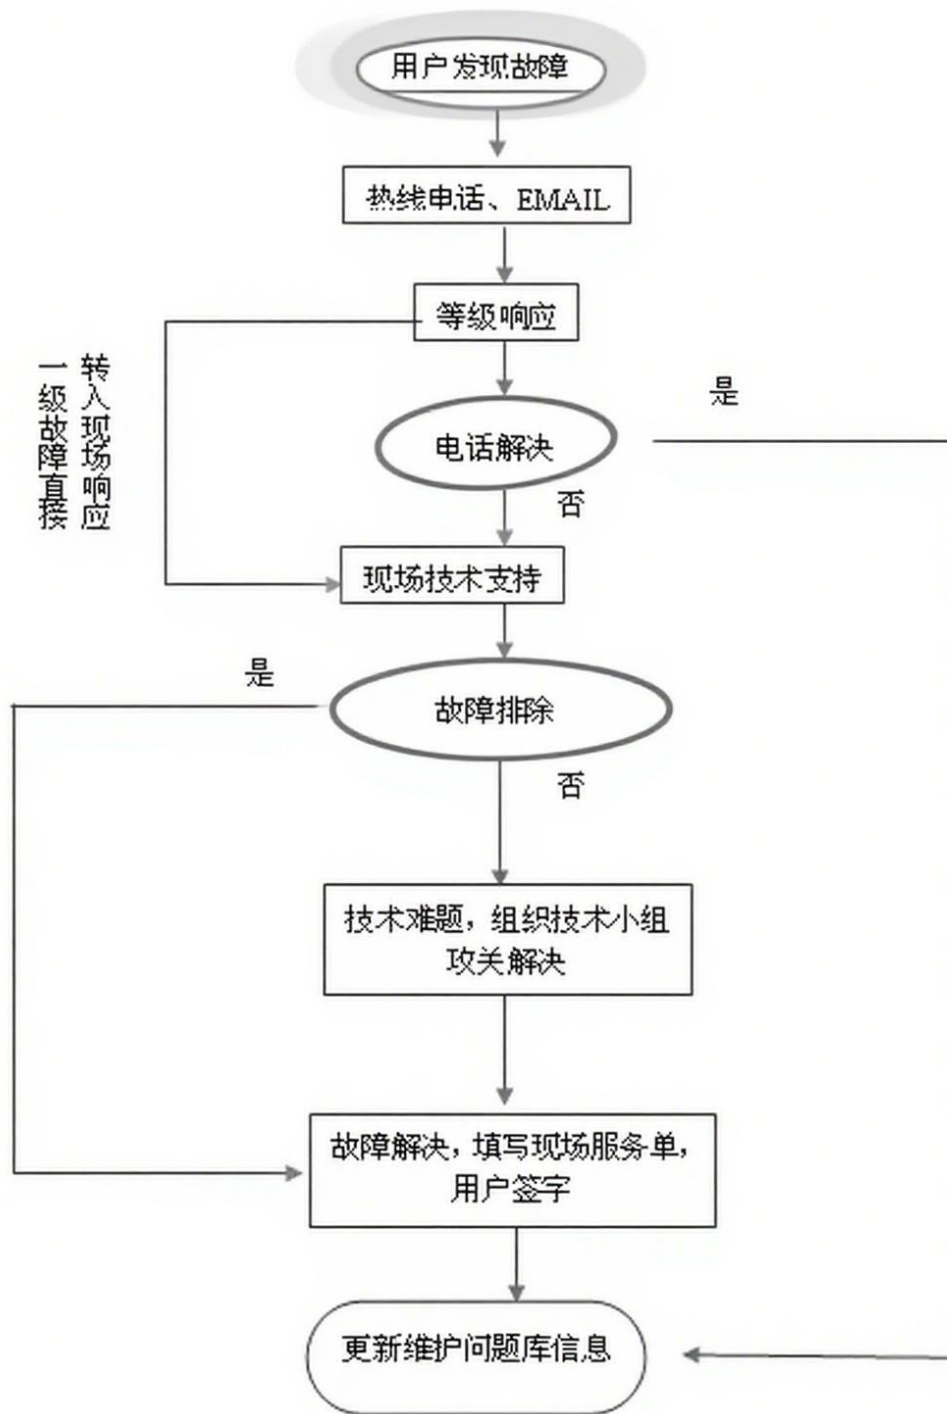 用户发现故障
热线电话、EMAIL
等级响应
一级故障直接
转入现场响应
是
电话解决
否
现场技术支持
是
故障排除
否
技术难题，组织技术小组
攻关解决
故障解决，填写现场服务单，
用户签字
更新维护问题库信息